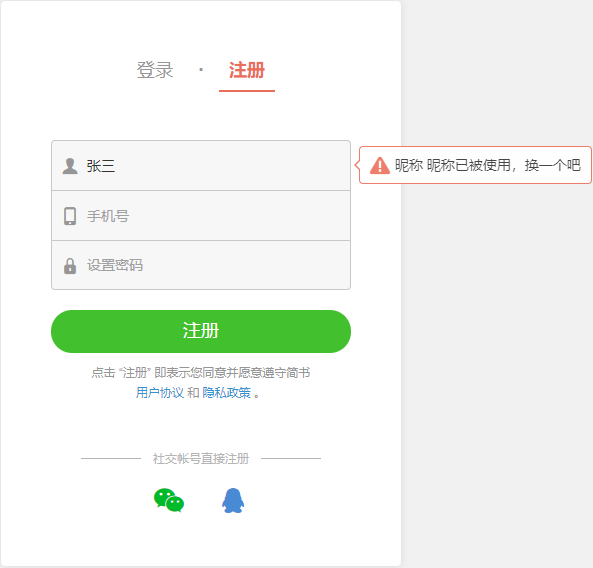 登录 · 注册
张三
昵称 昵称已被使用，换一个吧
手机号
设置密码
注册
点击 “注册” 即表示您同意并愿意遵守简书
用户协议 和 隐私政策 。
社交帐号直接注册